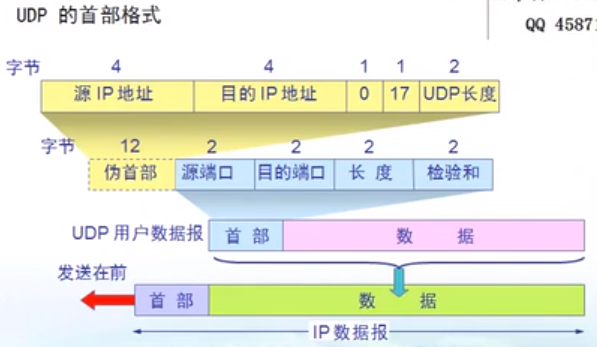 UDP 的首部格式
QQ 4587
字节 4 4 1 1 2
源 IP 地址 目的 IP 地址 0 17 UDP长度
字节 12 2 2 2 2
伪首部 源端口 目的端口 长 度 检验和
UDP 用户数据报 首 部 数 据
发送在前
首 部 数 据
IP 数据报